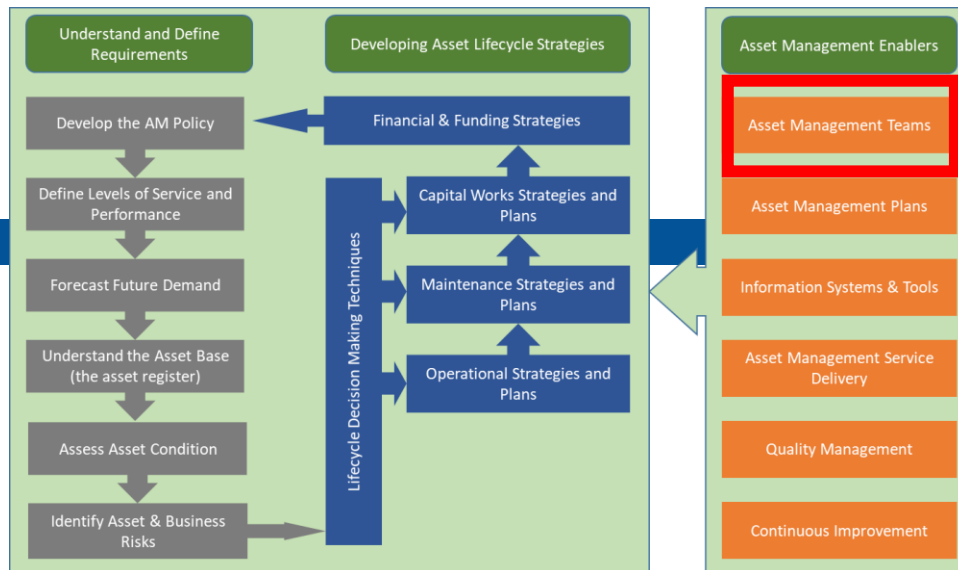 Understand and Define
Requirements
Develop the AM Policy
Define Levels of Service and
Performance
Forecast Future Demand
Understand the Asset Base
(the asset register)
Assess Asset Condition
Identify Asset & Business
Risks
Developing Asset Lifecycle Strategies
Financial & Funding Strategies
Lifecycle Decision Making Techniques
Capital Works Strategies and
Plans
Maintenance Strategies and
Plans
Operational Strategies and
Plans
Asset Management Enablers
Asset Management Teams
Asset Management Plans
Information Systems & Tools
Asset Management Service
Delivery
Quality Management
Continuous Improvement